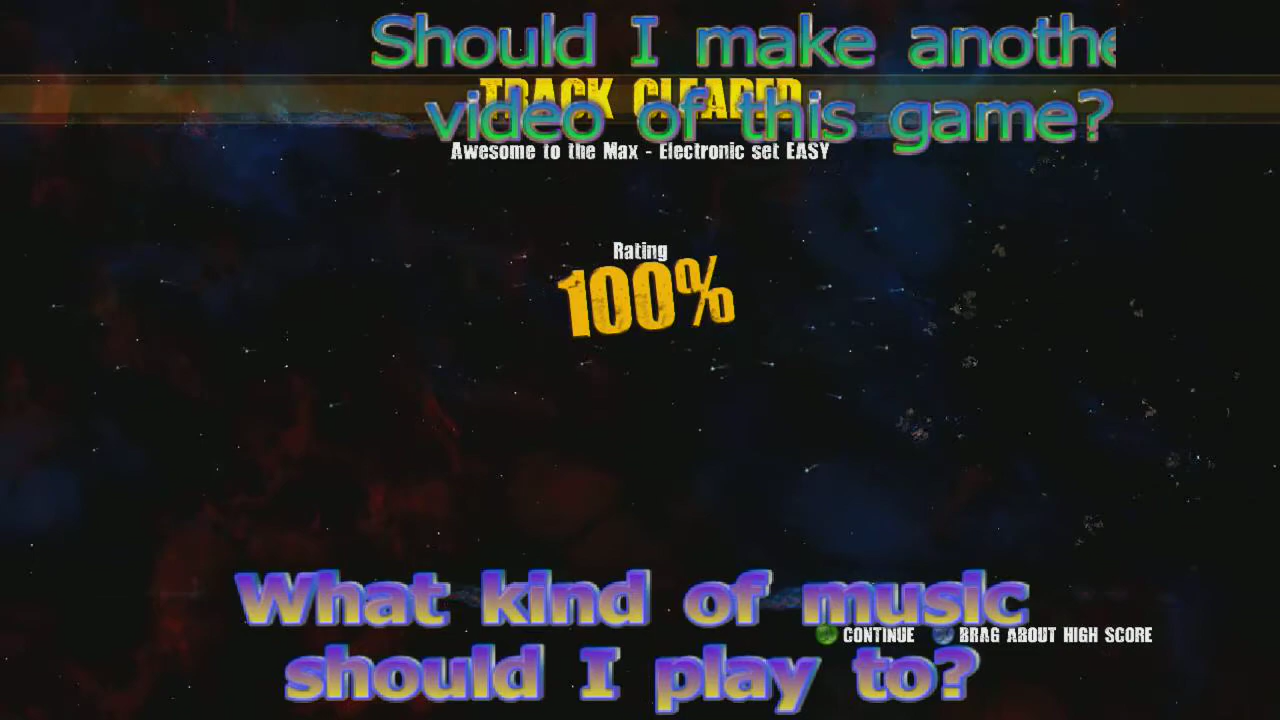 Should I make anothe
TRACK CLEARED
video of this game?
Awesome to the Max - Electronic set EASY
Rating
100%
What kind of music
CONTINUE BRAG ABOUT HIGH SCORE
should I play to?